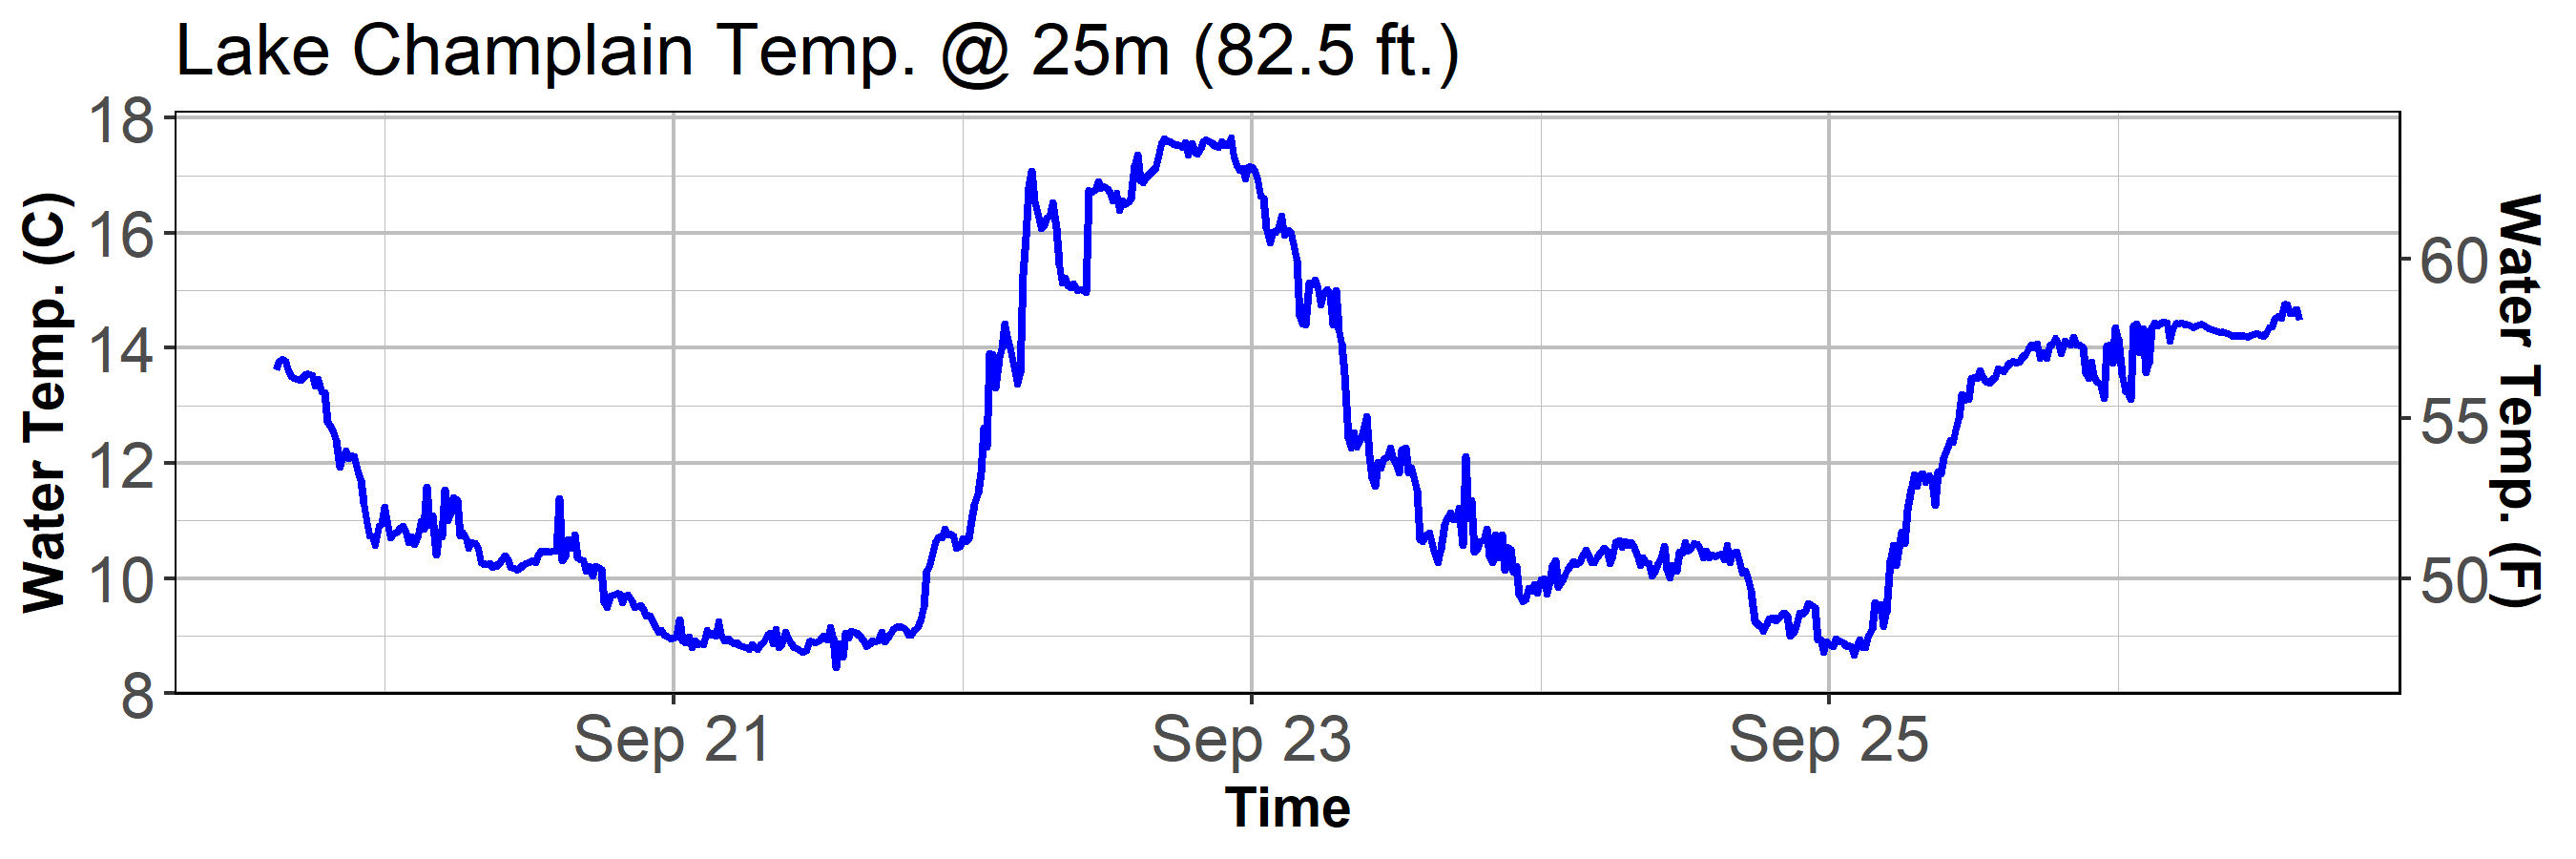 Lake Champlain Temp. @ 25m (82.5 ft.)
Water Temp. (C)
18
16
14
12
10
8
60
55
50
Water Temp. (F)
Sep 21
Sep 23
Sep 25
Time